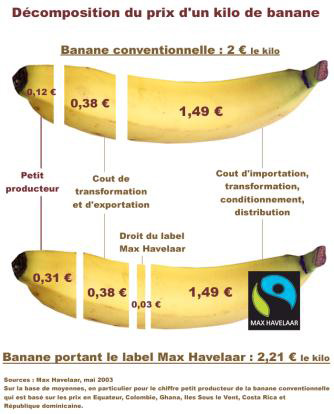 Décomposition du prix d'un kilo de banane
Banane conventionnelle : 2 € le kilo
0,12 €
0,38 €
1,49 €
Petit
producteur
Cout de
transformation
et d'exportation
Cout d'importation,
transformation,
conditionnement,
distribution
Droit du label
Max Havelaar
0,31 €
0,38 €
0,03 €
1,49 €
MAX HAVELAAR
Banane portant le label Max Havelaar : 2,21 € le kilo
Sources : Max Havelaar, mai 2003
Sur la base de moyennes, en particulier pour le chiffre petit producteur de la banane conventionnelle
qui est basé sur les prix en Equateur, Colombie, Ghana, Iles Sous le Vent, Costa Rica et
République dominicaine.